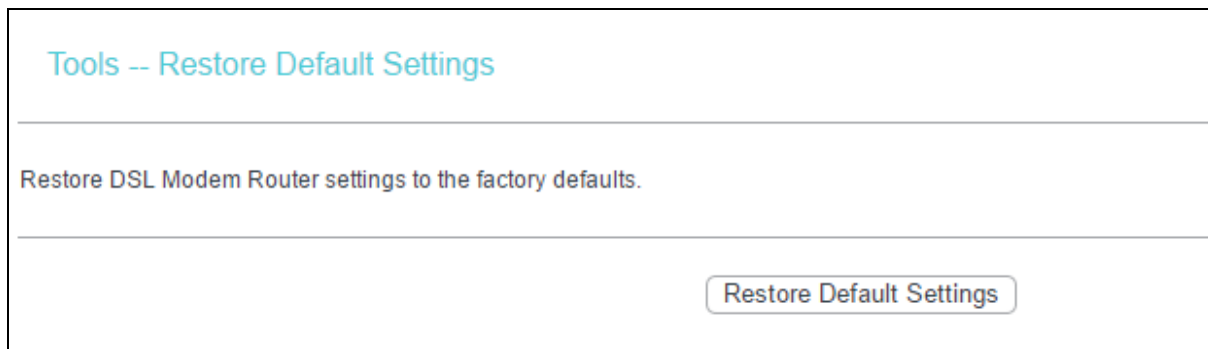 Tools -- Restore Default Settings
Restore DSL Modem Router settings to the factory defaults.
Restore Default Settings